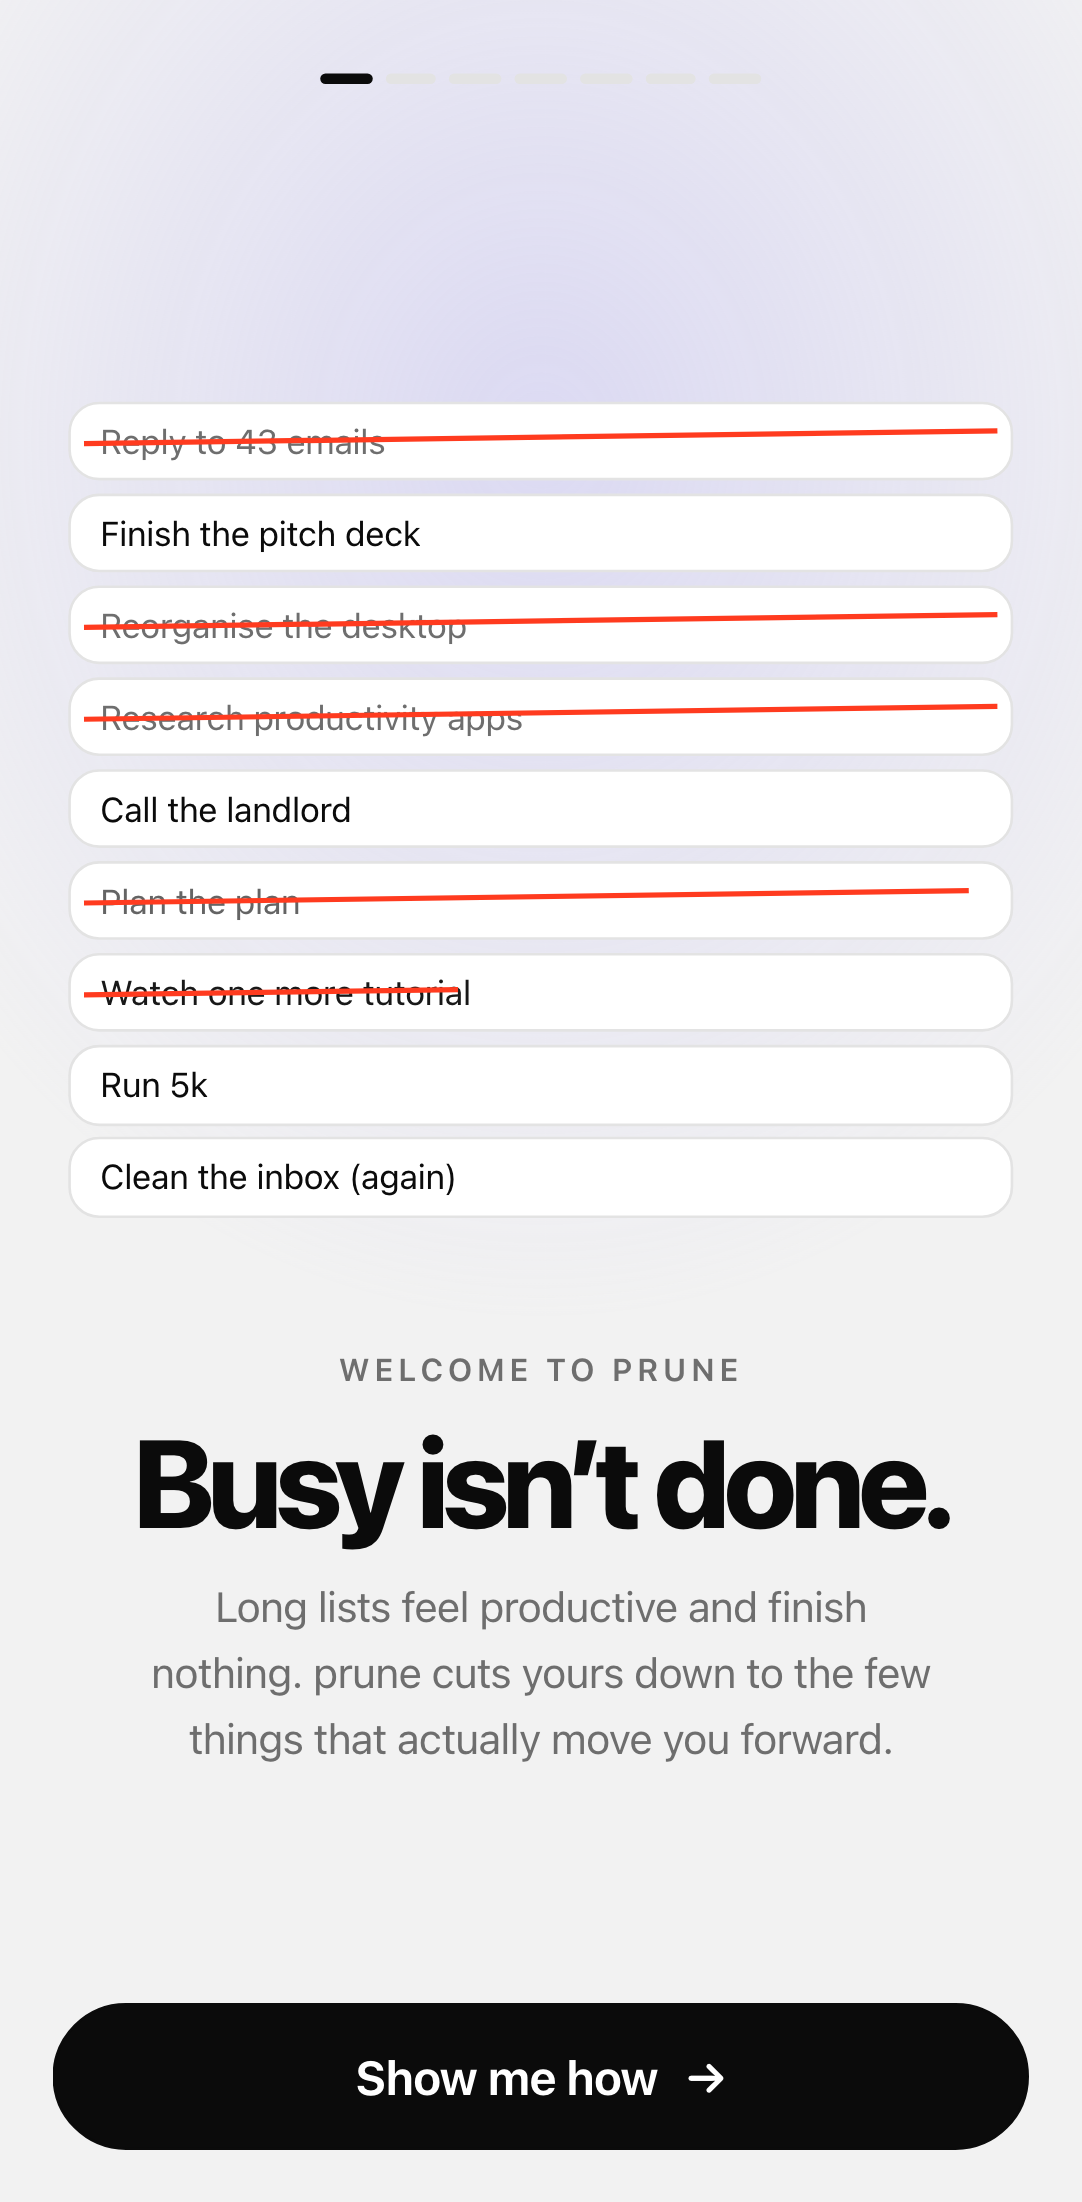 Reply to 43 emails
Finish the pitch deck
Reorganise the desktop
Research productivity apps
Call the landlord
Plan the plan
Watch one more tutorial
Run 5k
Clean the inbox (again)
WELCOME TO PRUNE
Busy isn’t done.
Long lists feel productive and finish
nothing. prune cuts yours down to the few
things that actually move you forward.
Show me how →